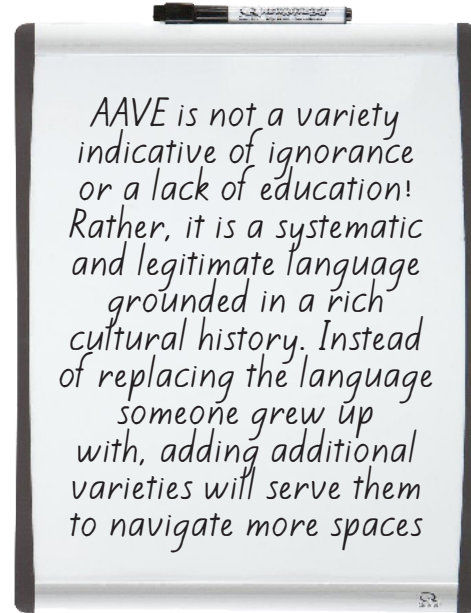 AAVE is not a variety
indicative of ignorance
or a lack of education!
Rather, it is a systematic
and legitimate language
grounded in a rich
cultural history. Instead
of replacing the language
someone grew up
with, adding additional
varieties will serve them
to navigate more spaces